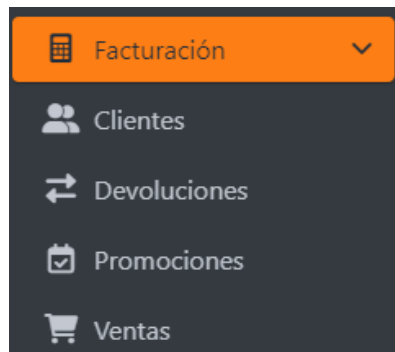 Facturación
Clientes
Devoluciones
Promociones
Ventas